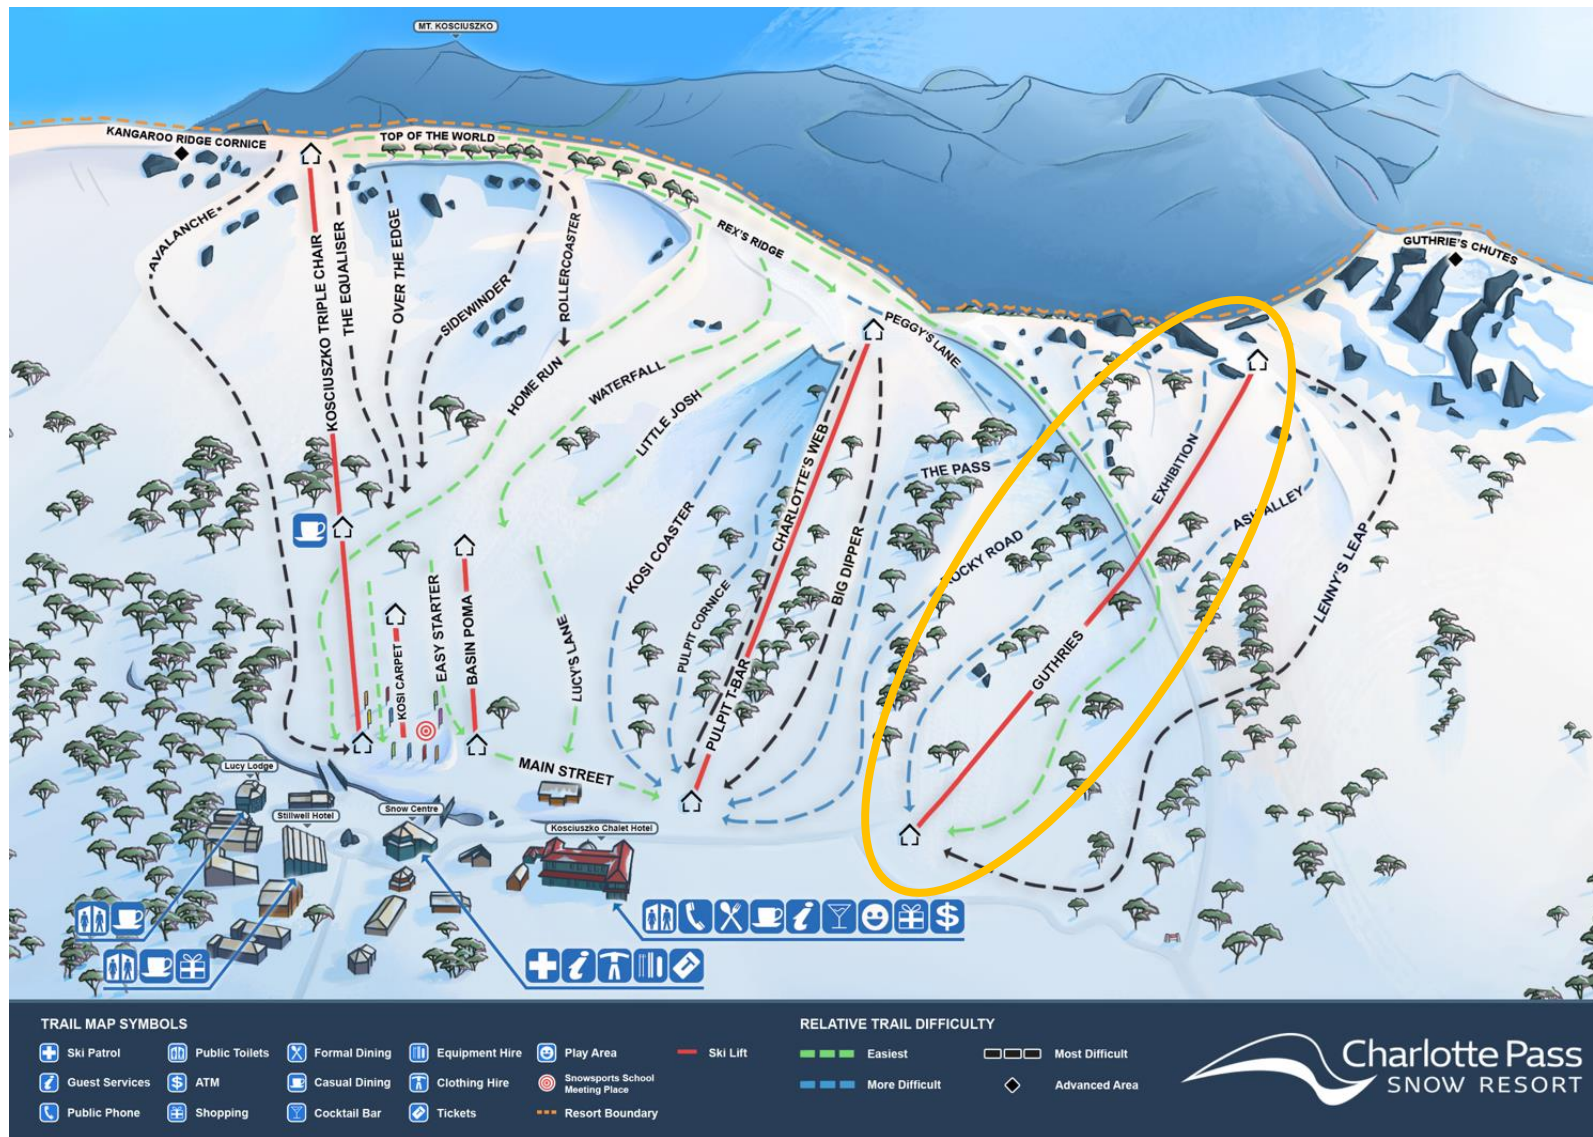 MT. KOSCIUSZKO
KANGAROO RIDGE CORNICE
TOP OF THE WORLD
AVALANCHE
KOSCIUSZKO TRIPLE CHAIR
THE EQUALISER
OVER THE EDGE
SIDEWINDER
ROLLERCOASTER
REX'S RIDGE
GUTHRIE'S CHUTES
HOME RUN
WATERFALL
LITTLE JOSH
PEGGY'S LANE
KOSI COASTER
PULPIT CORNICE
CHARLOTTE'S WEB
PULPIT T-BAR
BIG DIPPER
THE PASS
ROCKY ROAD
EXHIBITION
GUTHRIES
ASH ALLEY
LENNY'S LEAP
KOSI CARPET
EASY STARTER
BASIN POMA
LUCY'S LANE
MAIN STREET
Lucy Lodge
Stillwell Hotel
Snow Centre
Kosciuszko Chalet Hotel
TRAIL MAP SYMBOLS
Ski Patrol
Public Toilets
Formal Dining
Equipment Hire
Play Area
Ski Lift
Guest Services
ATM
Casual Dining
Clothing Hire
Snowsports School
Meeting Place
Public Phone
Shopping
Cocktail Bar
Tickets
Resort Boundary
RELATIVE TRAIL DIFFICULTY
Easiest
Most Difficult
More Difficult
Advanced Area
Charlotte Pass
SNOW RESORT